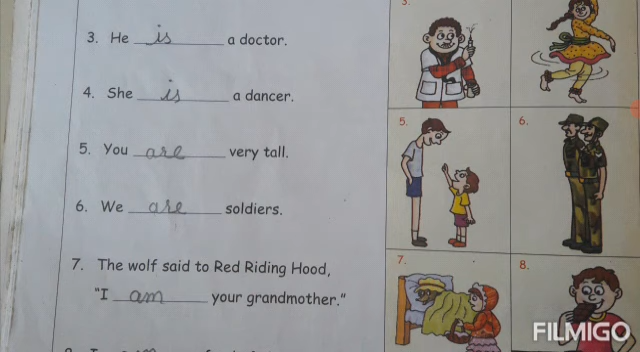 3. He is a doctor.
3.
4. She is a dancer.
5. You are very tall.
5.
6.
6. We are soldiers.
7. The wolf said to Red Riding Hood,
"I am your grandmother."
7.
8.
FILMIGO